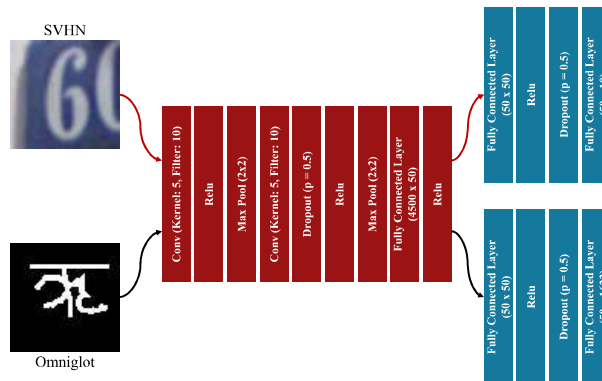 SVHN
60
Conv (Kernel: 5, Filter: 10)
Relu
Max Pool (2x2)
Conv (Kernel: 5, Filter: 10)
Dropout (p = 0.5)
Relu
Max Pool (2x2)
Fully Connected Layer
(4500 x 50)
Relu
Fully Connected Layer
(50 x 50)
Relu
Dropout (p = 0.5)
Fully Connected Layer
Fully Connected Layer
(50 x 50)
Relu
Dropout (p = 0.5)
Fully Connected Layer
Omniglot